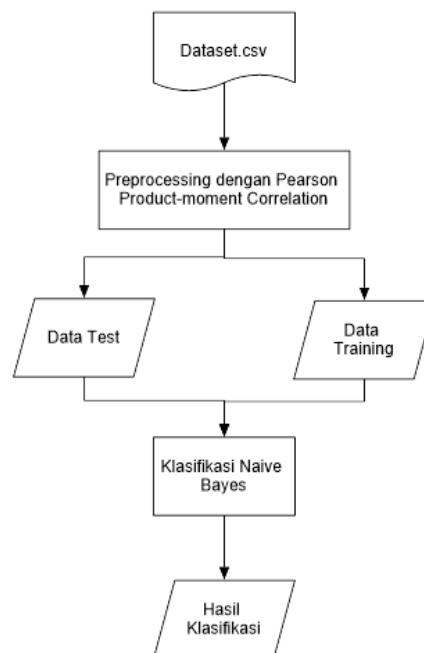 Dataset.csv
Preprocessing dengan Pearson
Product-moment Correlation
Data Test
Data
Training
Klasifikasi Naive
Bayes
Hasil
Klasifikasi